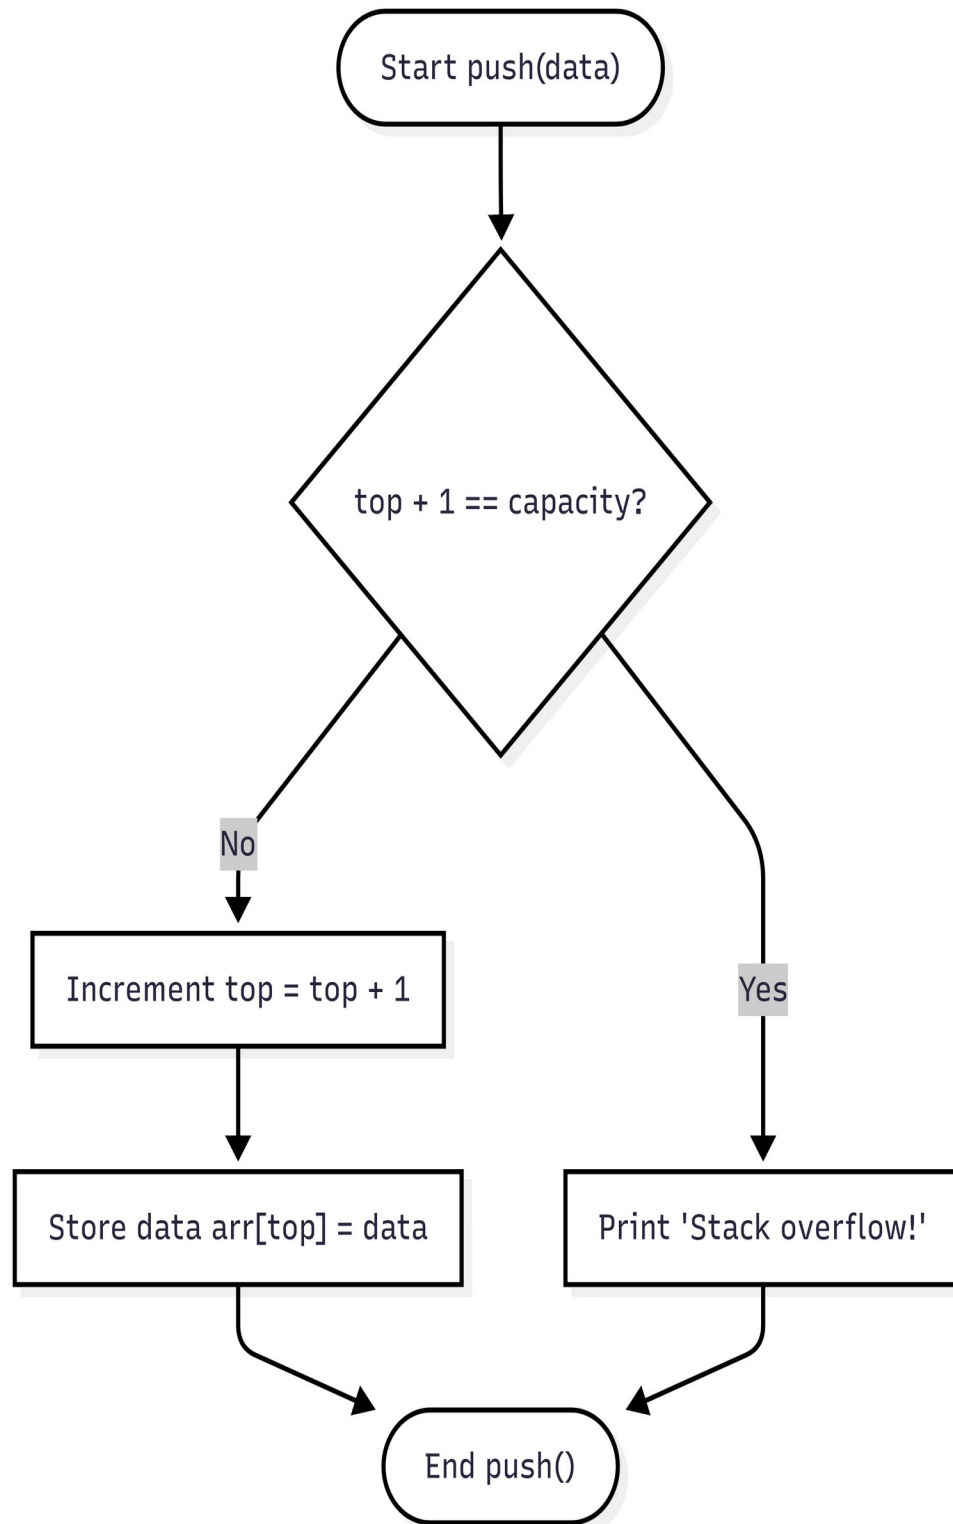 Start push(data)
top + 1 == capacity?
No
Increment top = top + 1
Yes
Store data arr[top] = data
Print 'Stack overflow!'
End push()